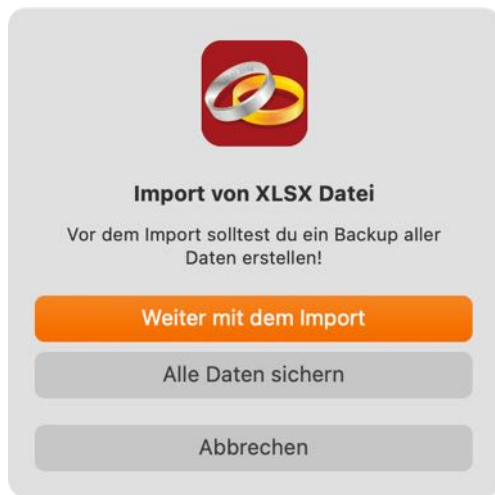 Import von XLSX Datei
Vor dem Import solltest du ein Backup aller
Daten erstellen!
Weiter mit dem Import
Alle Daten sichern
Abbrechen